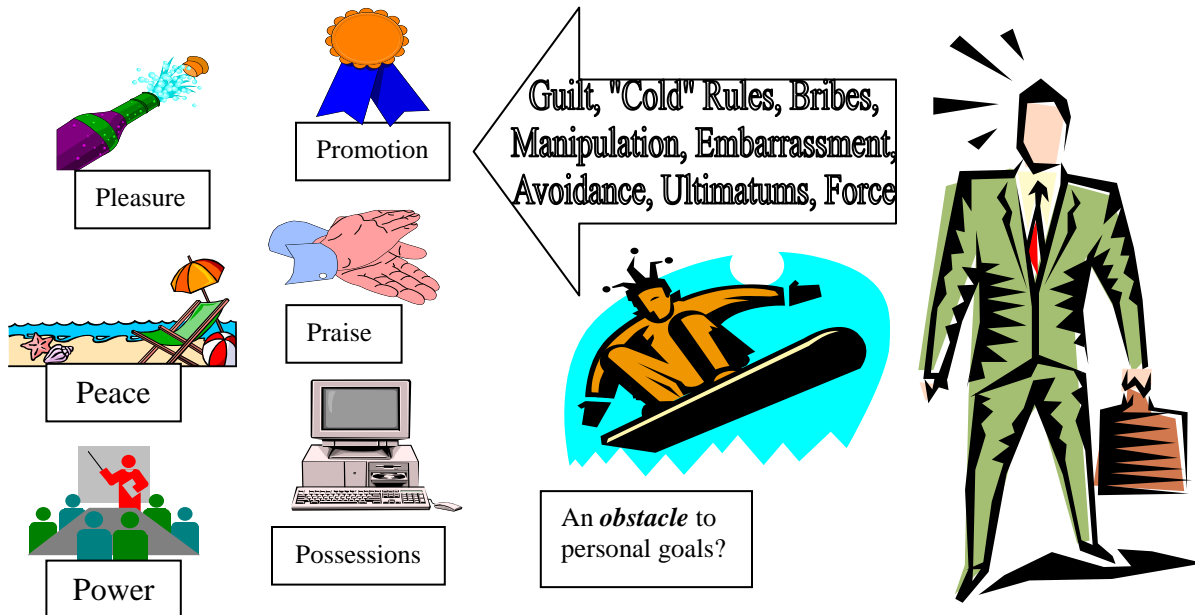 Pleasure
Promotion
Guilt, "Cold" Rules, Bribes,
Manipulation, Embarrassment,
Avoidance, Ultimatums, Force
Peace
Praise
Power
Possessions
An obstacle to
personal goals?